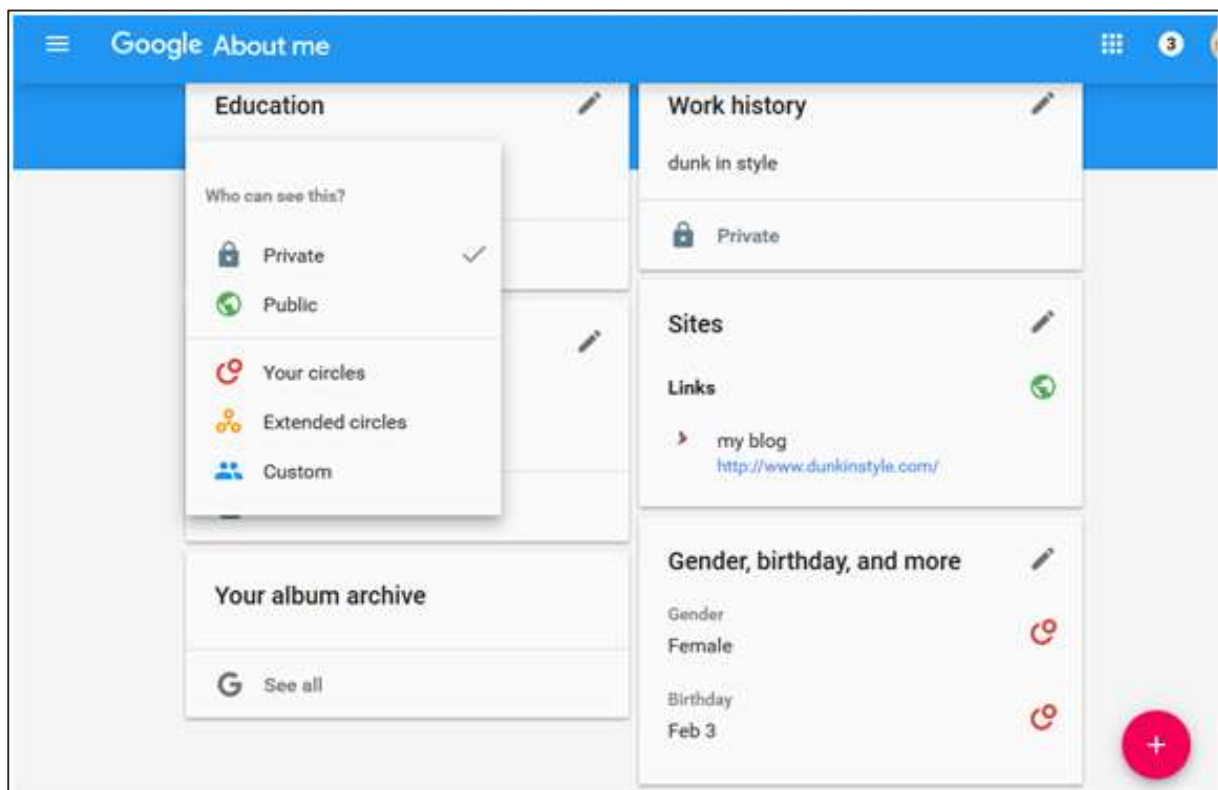 Google About me
3
Education
Who can see this?
Private
Public
Your circles
Extended circles
Custom
Your album archive
G See all
Work history
dunk in style
Private
Sites
Links
my blog
http://www.dunkinstyle.com/
Gender, birthday, and more
Gender
Female
Birthday
Feb 3